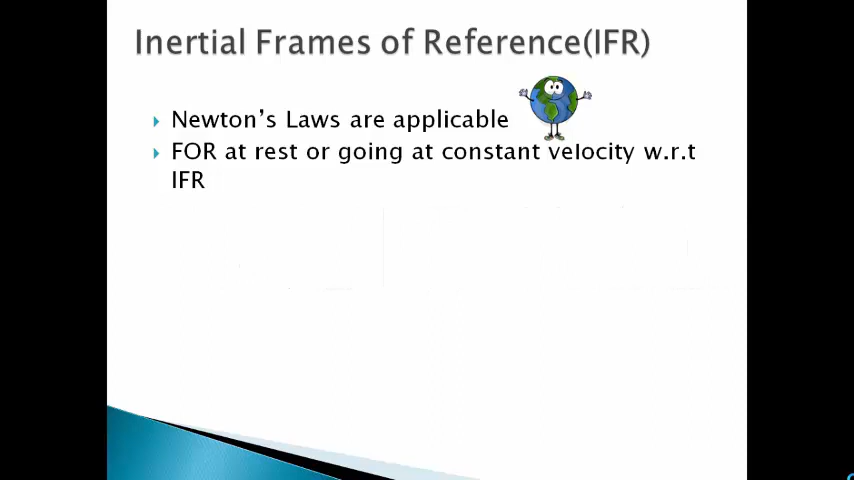 Inertial Frames of Reference(IFR)
Newton's Laws are applicable
FOR at rest or going at constant velocity w.r.t
IFR